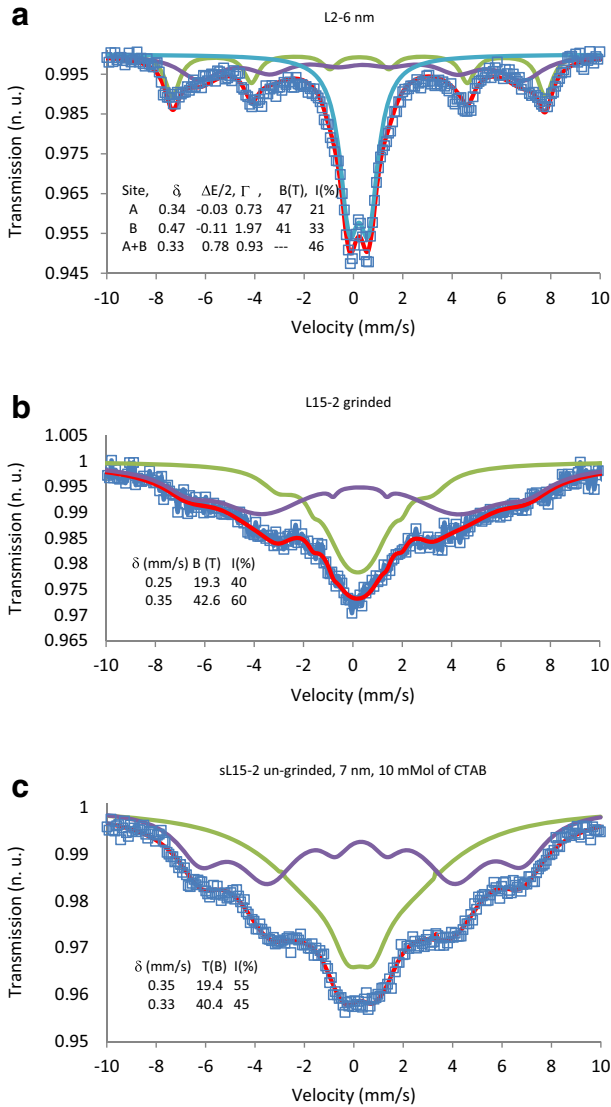 a
L2-6 nm
0.995
0.985
0.975
0.965
0.955
0.945
Transmission (n. u.)
Site, δ ΔE/2, Γ , B(T) I(%)
A 0.34 -0.03 0.73 47 21
B 0.47 -0.11 1.97 41 33
A+B 0.33 0.78 0.93 --- 46
-10 -8 -6 -4 -2 0 2 4 6 8 10
Velocity (mm/s)
b
L15-2 grinded
1.005
1
0.995
0.99
0.985
0.98
0.975
0.97
0.965
Transmission (n. u.)
δ (mm/s) B (T) I(%)
0.25 19.3 40
0.35 42.6 60
-10 -8 -6 -4 -2 0 2 4 6 8 10
Velocity (mm/s)
c
sL15-2 un-grinded, 7 nm, 10 mMol of CTAB
1
0.99
0.98
0.97
0.96
0.95
Transmission (n. u.)
δ (mm/s) T(B) I(%)
0.35 19.4 55
0.33 40.4 45
-10 -8 -6 -4 -2 0 2 4 6 8 10
Velocity (mm/s)